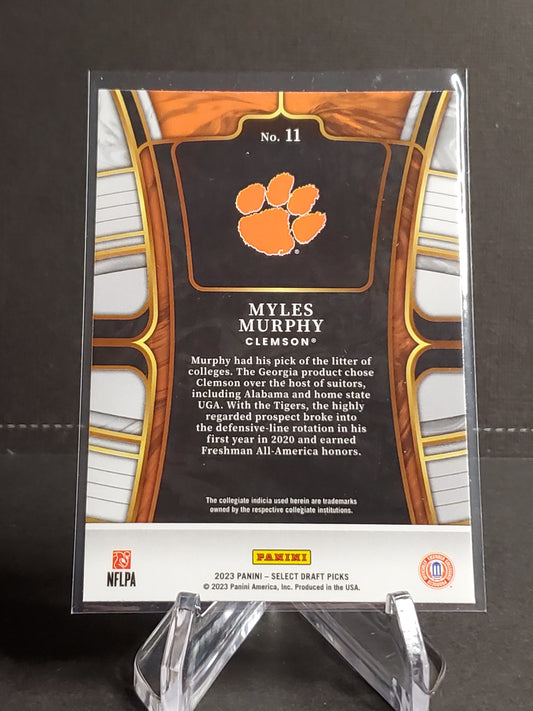 No. 11
®
MYLES
MURPHY
CLEMSON®
Murphy had his pick of the litter of
colleges. The Georgia product chose
Clemson over the host of suitors,
including Alabama and home state
UGA. With the Tigers, the highly
regarded prospect broke into
the defensive-line rotation in his
first year in 2020 and earned
Freshman All-America honors.
The collegiate indicia used herein are trademarks
owned by the respective collegiate institutions.
PANINI
NFLPA
2023 PANINI – SELECT DRAFT PICKS
© 2023 Panini America, Inc. Produced in the USA.